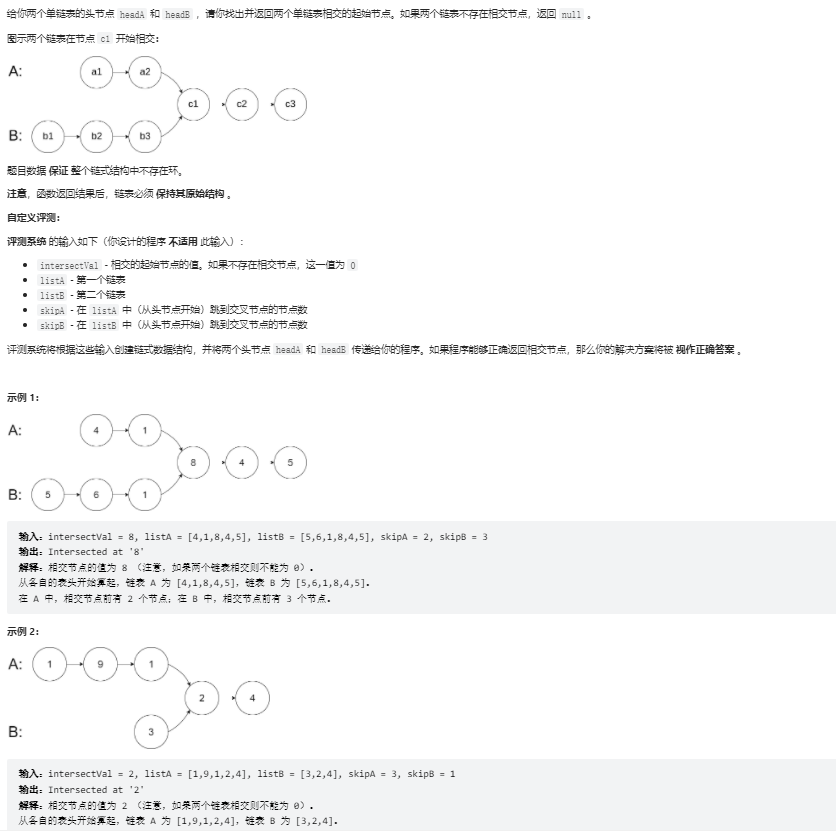 给你两个单链表的头节点 headA 和 headB ，请你找出并返回两个单链表相交的起始节点。如果两个链表不存在相交节点，返回 null 。
图示两个链表在节点 c1 开始相交：
A: a1 a2
c1 c2 c3
B: b1 b2 b3
题目数据 保证 整个链式结构中不存在环。
注意，函数返回结果后，链表必须 保持其原始结构 。
自定义评测：
评测系统 的输入如下（你设计的程序 不适用 此输入）：
intersectVal - 相交的起始节点的值。如果不存在相交节点，这一值为 0
listA - 第一个链表
listB - 第二个链表
skipA - 在 listA 中（从头节点开始）跳到交叉节点的节点数
skipB - 在 listB 中（从头节点开始）跳到交叉节点的节点数
评测系统将根据这些输入创建链式数据结构，并将两个头节点 headA 和 headB 传递给你的程序。如果程序能够正确返回相交节点，那么你的解决方案将被 视作正确答案 。
示例 1：
A: 4 1
8 4 5
B: 5 6 1
输入：intersectVal = 8, listA = [4,1,8,4,5], listB = [5,6,1,8,4,5], skipA = 2, skipB = 3
输出：Intersected at '8'
解释：相交节点的值为 8 （注意，如果两个链表相交则不能为 0）。
从各自的表头开始算起，链表 A 为 [4,1,8,4,5]，链表 B 为 [5,6,1,8,4,5]。
在 A 中，相交节点前有 2 个节点；在 B 中，相交节点前有 3 个节点。
示例 2：
A: 1 9 1
2 4
B: 3
输入：intersectVal = 2, listA = [1,9,1,2,4], listB = [3,2,4], skipA = 3, skipB = 1
输出：Intersected at '2'
解释：相交节点的值为 2 （注意，如果两个链表相交则不能为 0）。
从各自的表头开始算起，链表 A 为 [1,9,1,2,4]，链表 B 为 [3,2,4]。